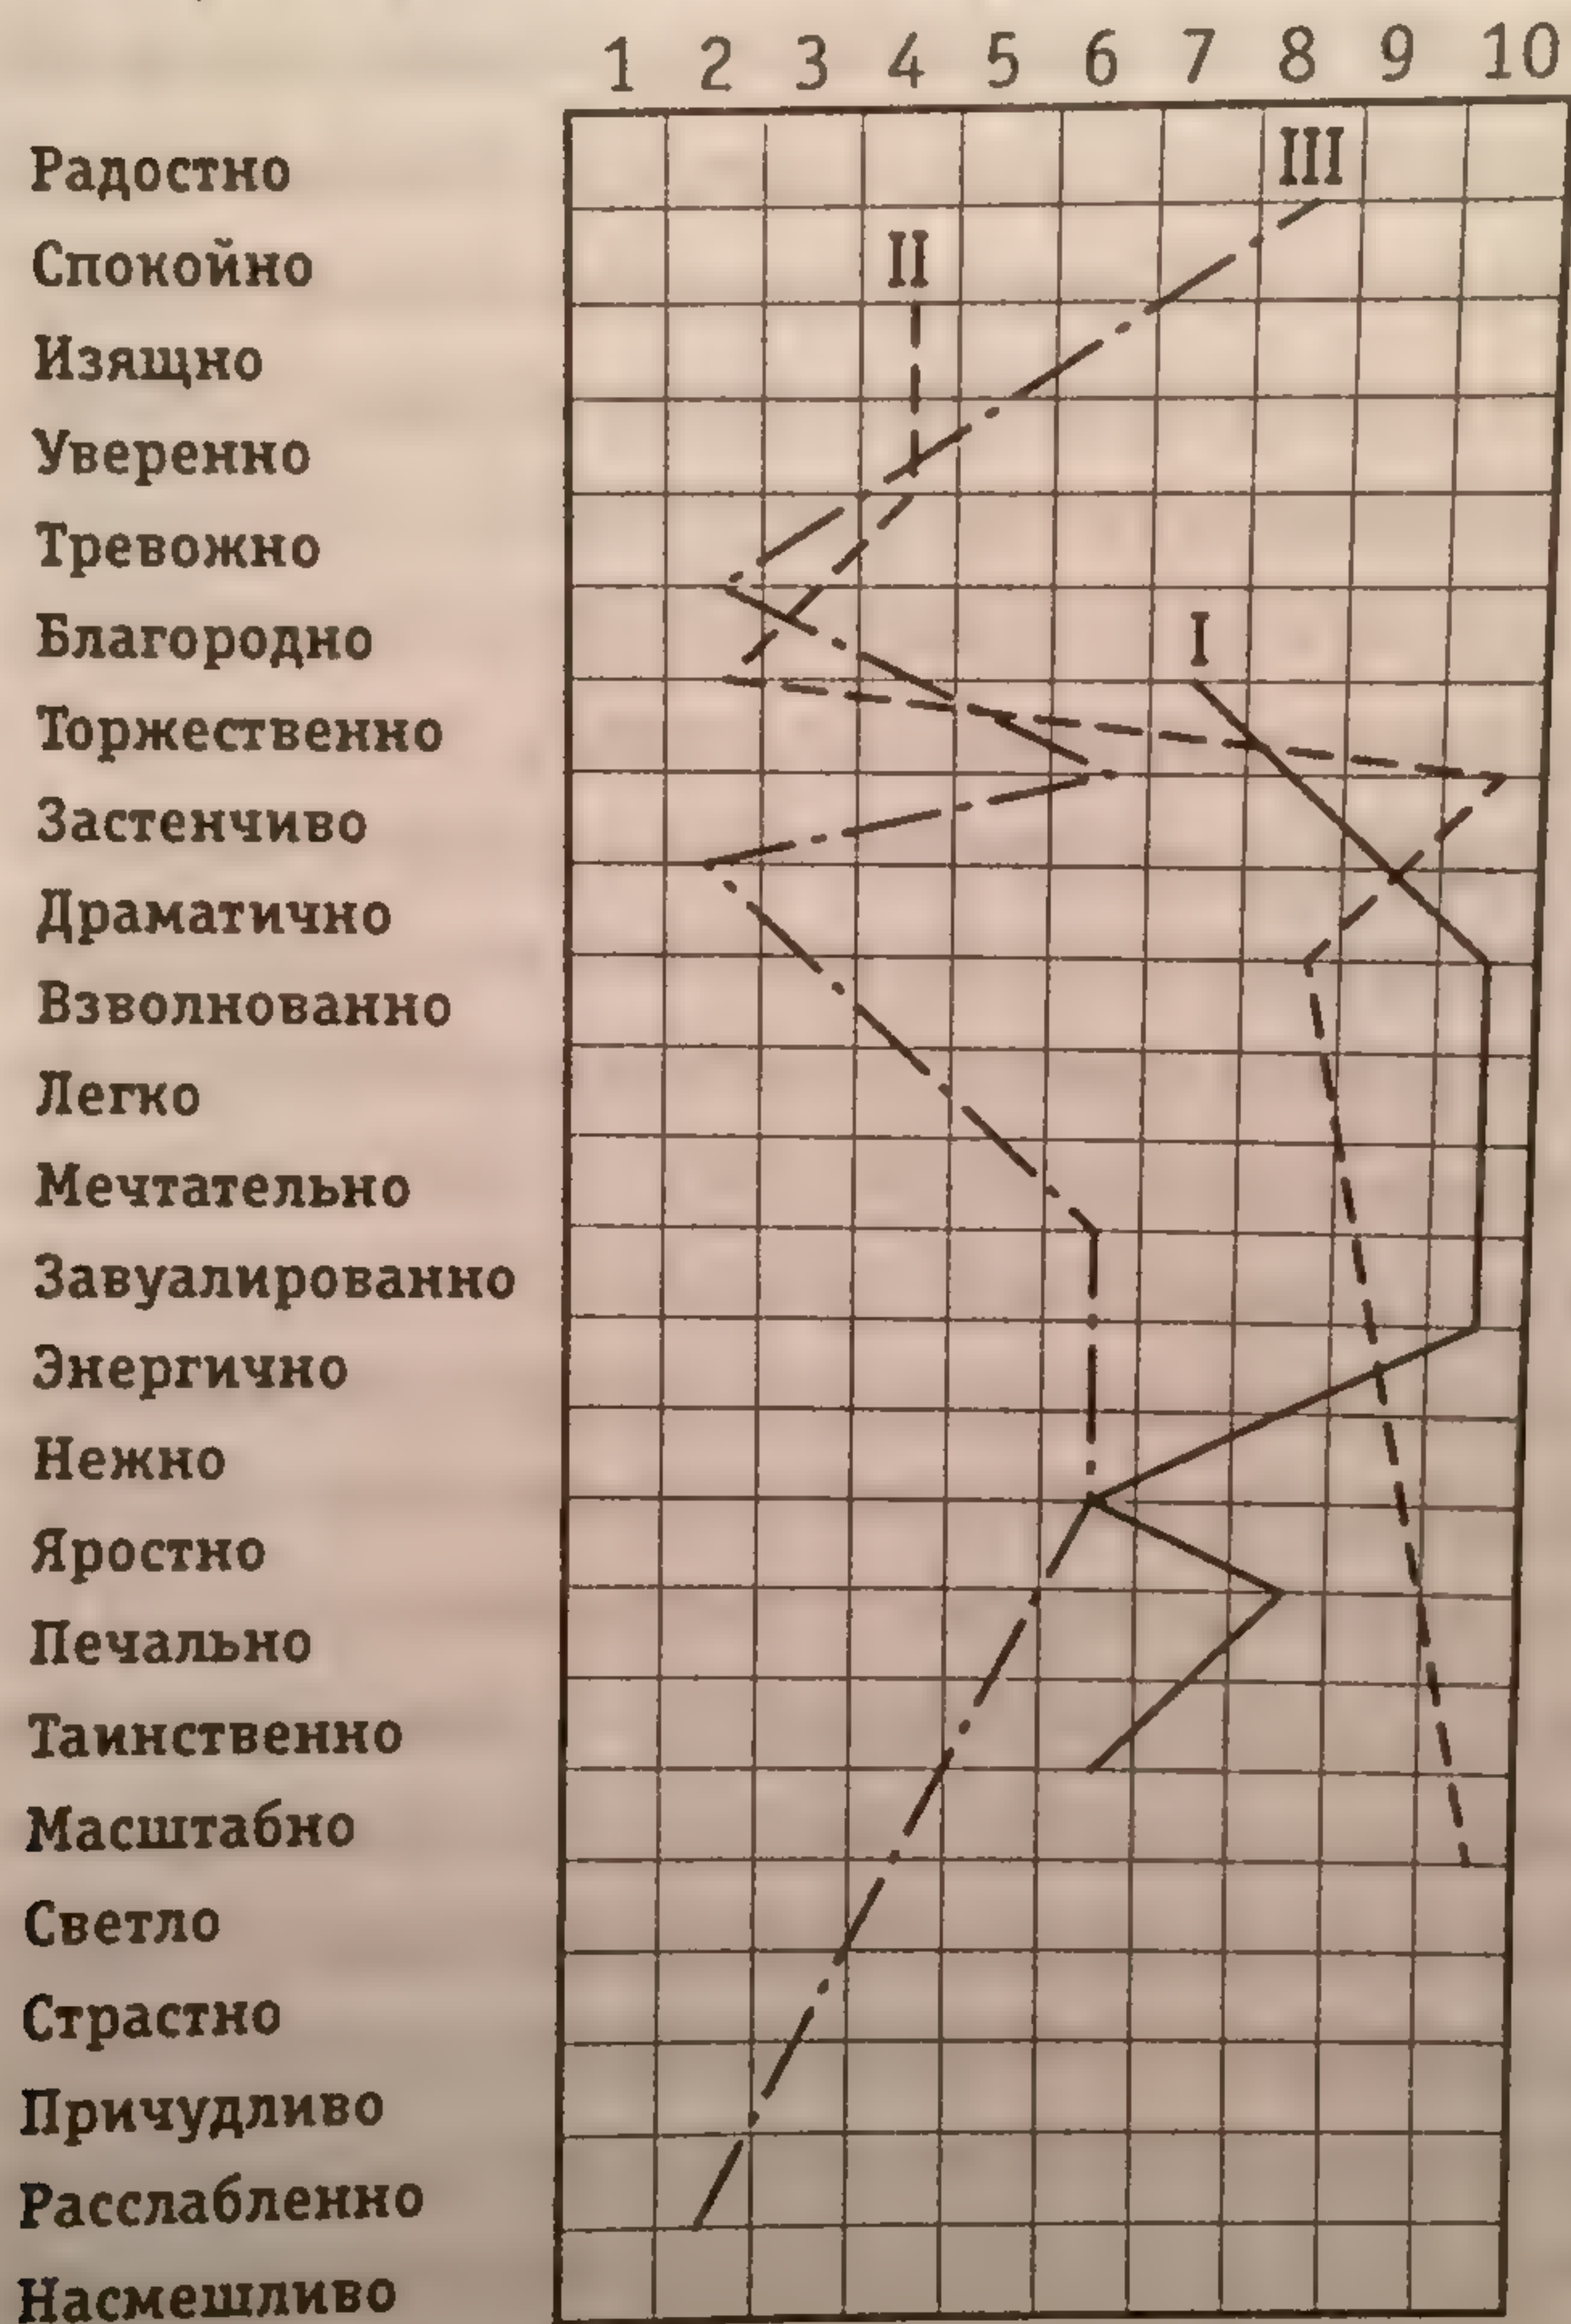 1 2 3 4 5 6 7 8 9 10
Радостно III
Спокойно II
Изящно
Уверенно
Тревожно
Благородно I
Торжественно
Застенчиво
Драматично
Взволнованно
Легко
Мечтательно
Завуалированно
Энергично
Нежно
Яростно
Печально
Таинственно
Масштабно
Светло
Страстно
Причудливо
Расслабленно
Насмешливо